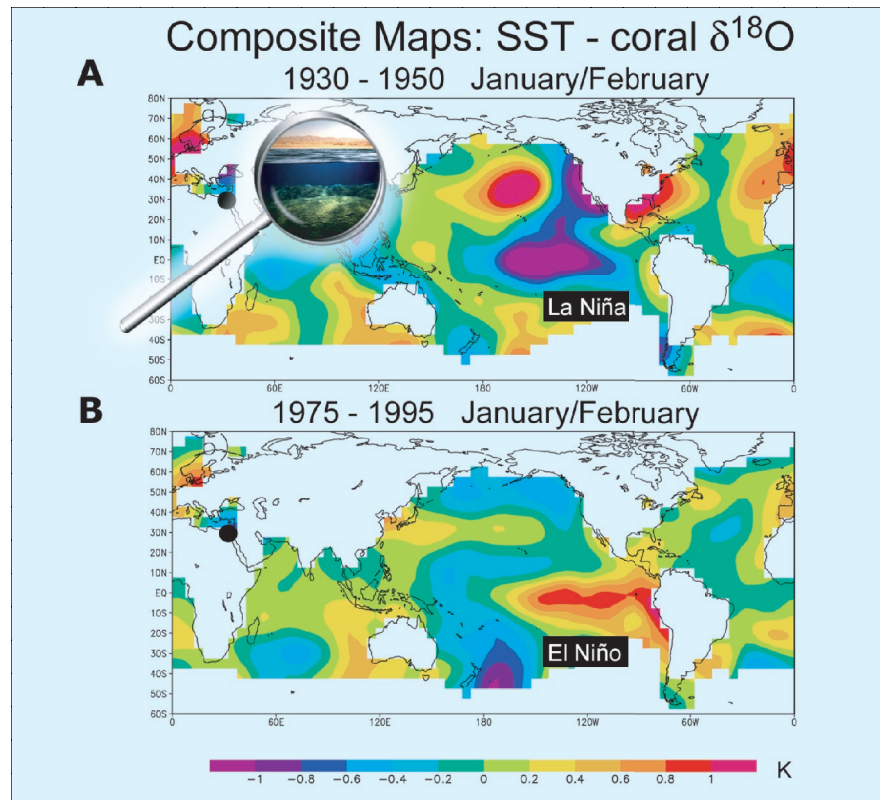 Composite Maps: SST - coral δ¹⁸O
A
1930 - 1950 January/February
80N
70N
60N
50N
40N
30N
20N
10N
EQ
10S
20S
30S
40S
50S
60S
La Niña
0
60E
120E
180
120W
60W
0
B
1975 - 1995 January/February
80N
70N
60N
50N
40N
30N
20N
10N
EQ
10S
20S
30S
40S
50S
60S
El Niño
0
60E
120E
180
120W
60W
0
-1 -0.8 -0.6 -0.4 -0.2 0 0.2 0.4 0.6 0.8 1 K